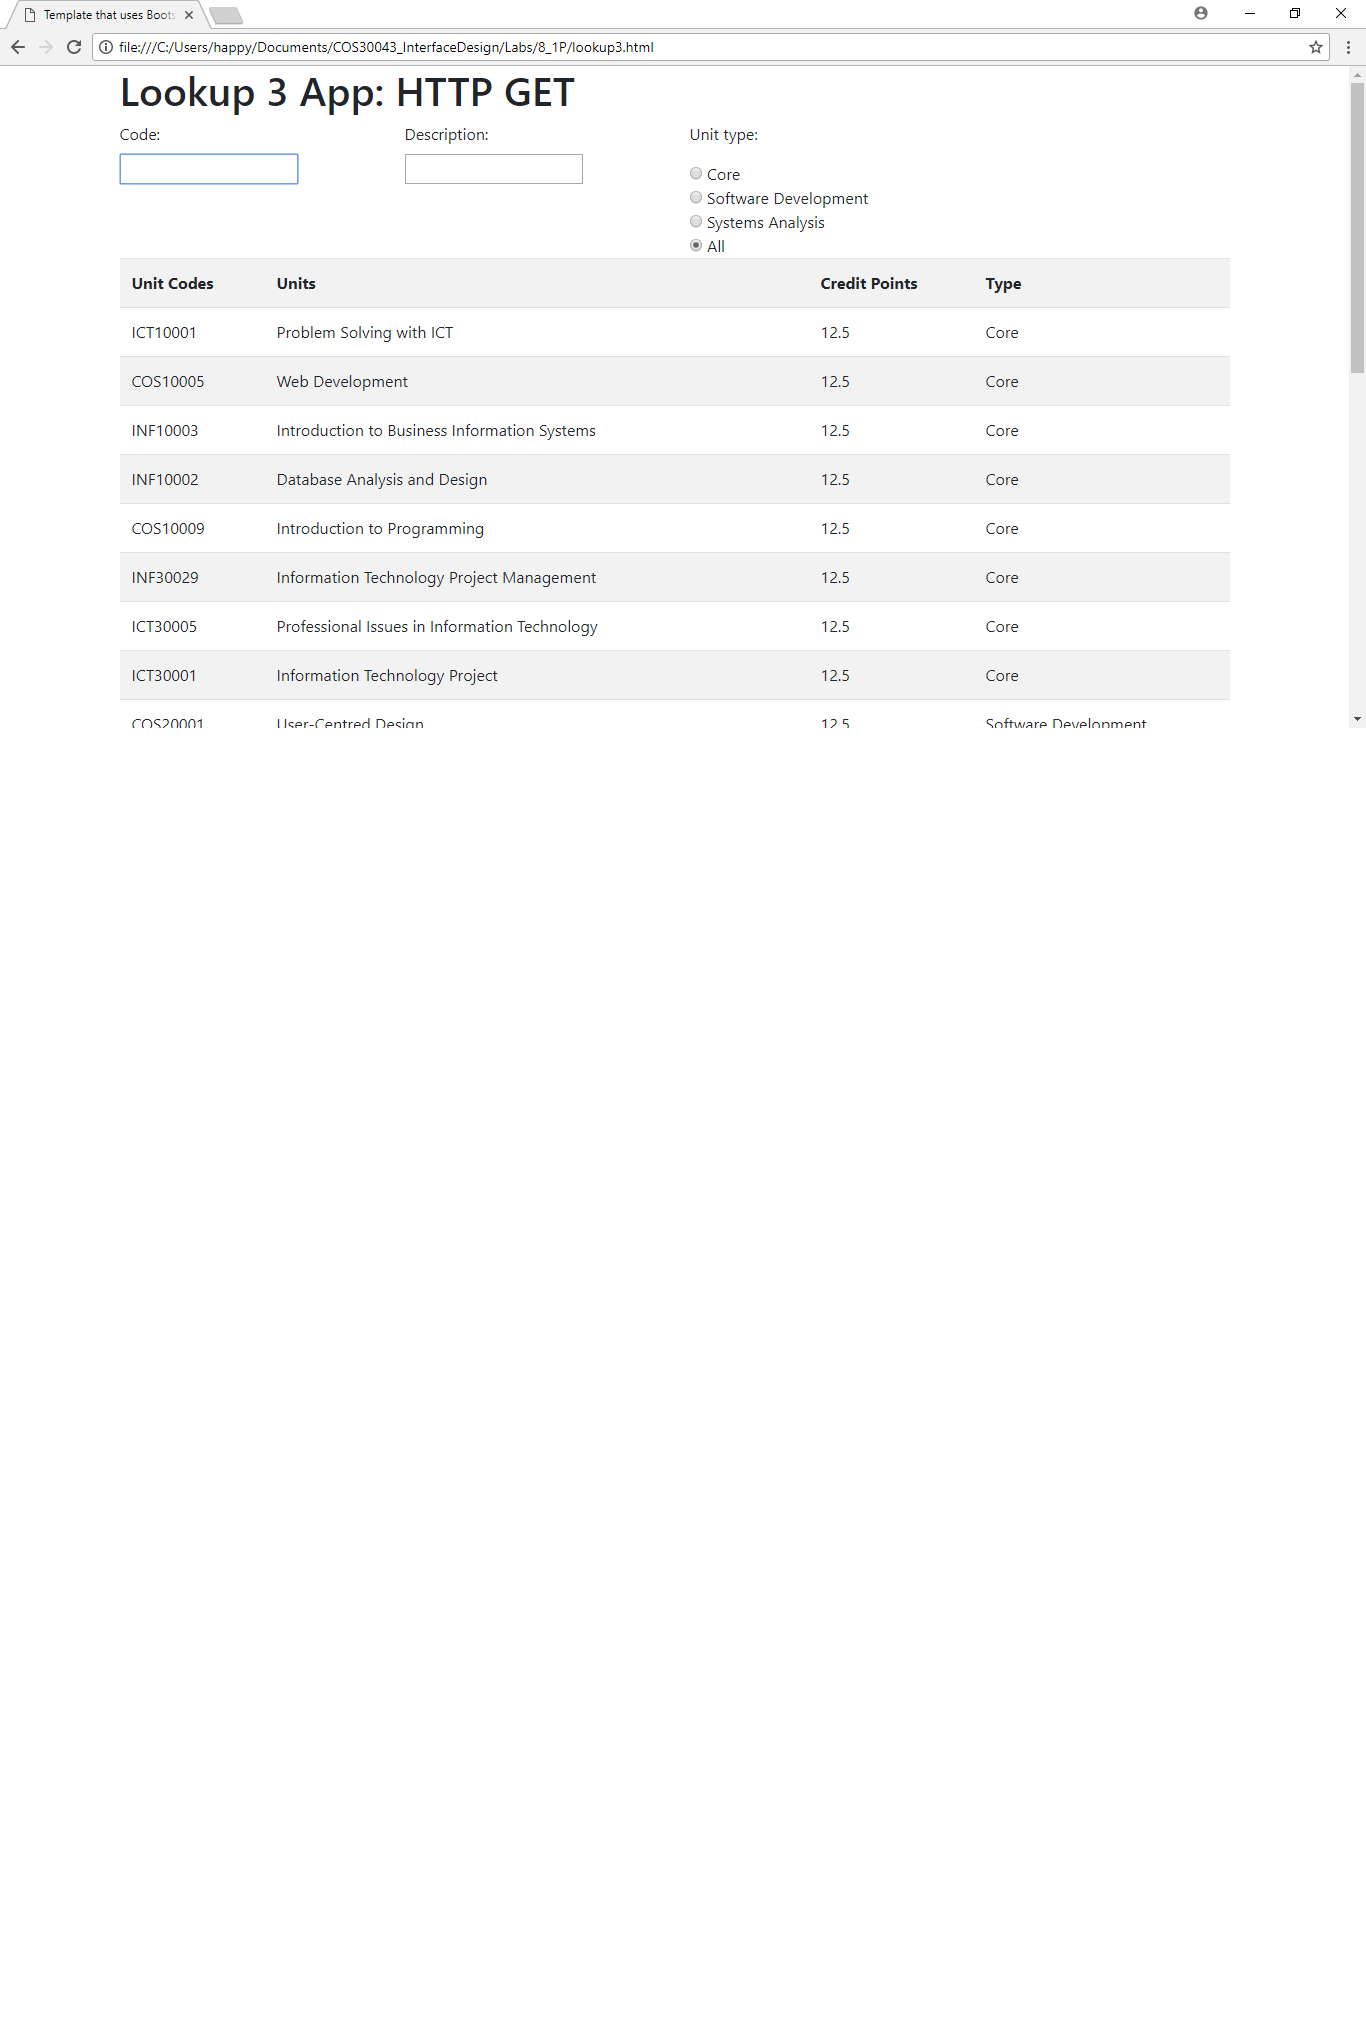 Template that uses Boots
file:///C:/Users/happy/Documents/COS30043_InterfaceDesign/Labs/8_1P/lookup3.html
Lookup 3 App: HTTP GET
Code: Description: Unit type:
Core
Software Development
Systems Analysis
All
Unit Codes Units Credit Points Type
ICT10001 Problem Solving with ICT 12.5 Core
COS10005 Web Development 12.5 Core
INF10003 Introduction to Business Information Systems 12.5 Core
INF10002 Database Analysis and Design 12.5 Core
COS10009 Introduction to Programming 12.5 Core
INF30029 Information Technology Project Management 12.5 Core
ICT30005 Professional Issues in Information Technology 12.5 Core
ICT30001 Information Technology Project 12.5 Core
COS20001 User-Centred Design 12.5 Software Development